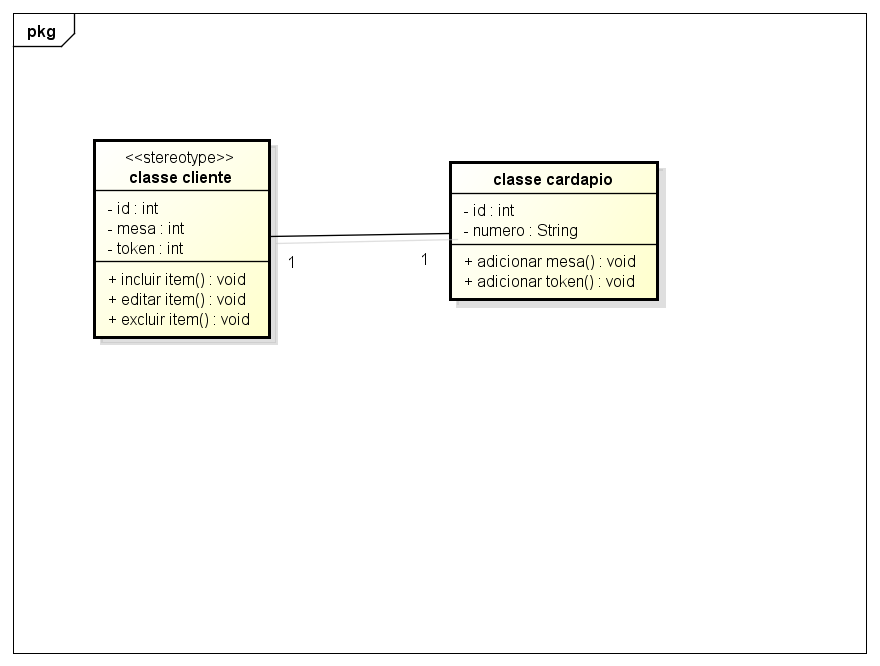 pkg
<<stereotype>>
classe cliente
- id : int
- mesa : int
- token : int
+ incluir item() : void
+ editar item() : void
+ excluir item() : void
1
1
classe cardapio
- id : int
- numero : String
+ adicionar mesa() : void
+ adicionar token() : void